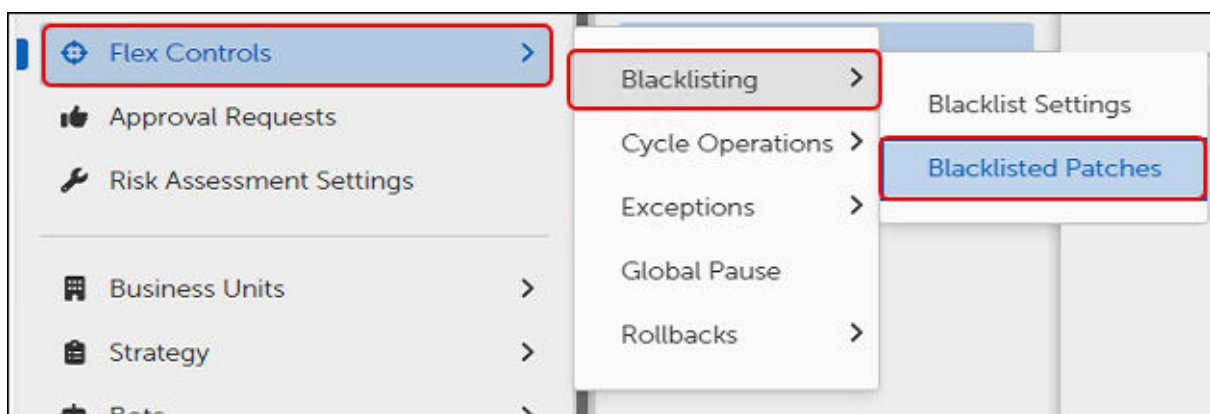 Flex Controls
Approval Requests
Risk Assessment Settings
Business Units
Strategy
Bots
Blacklisting
Cycle Operations
Exceptions
Global Pause
Rollbacks
Blacklist Settings
Blacklisted Patches